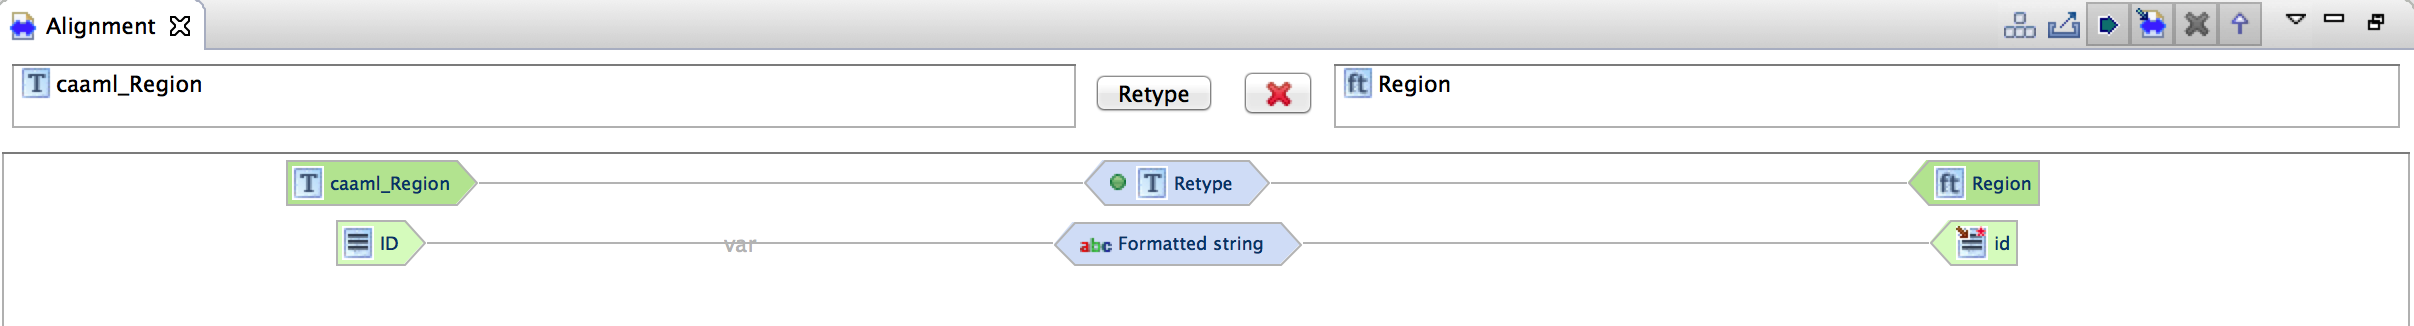 Alignment
T caaml_Region Retype ft Region
T caaml_Region T Retype ft Region
ID var abc Formatted string id